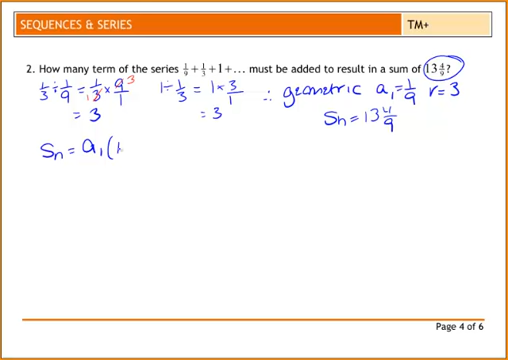 SEQUENCES & SERIES
TM+
2. How many term of the series 1/9 + 1/3 + 1 + ... must be added to result in a sum of 13 4/9?
1/3 ÷ 1/9 = 1/3 × 9/1   1 ÷ 1/3 = 1 × 3/1   ∴ geometric a₁ = 1/9 r = 3
1 3
= 3   = 3   Sn = 13 4/9
Sn = a₁(
Page 4 of 6